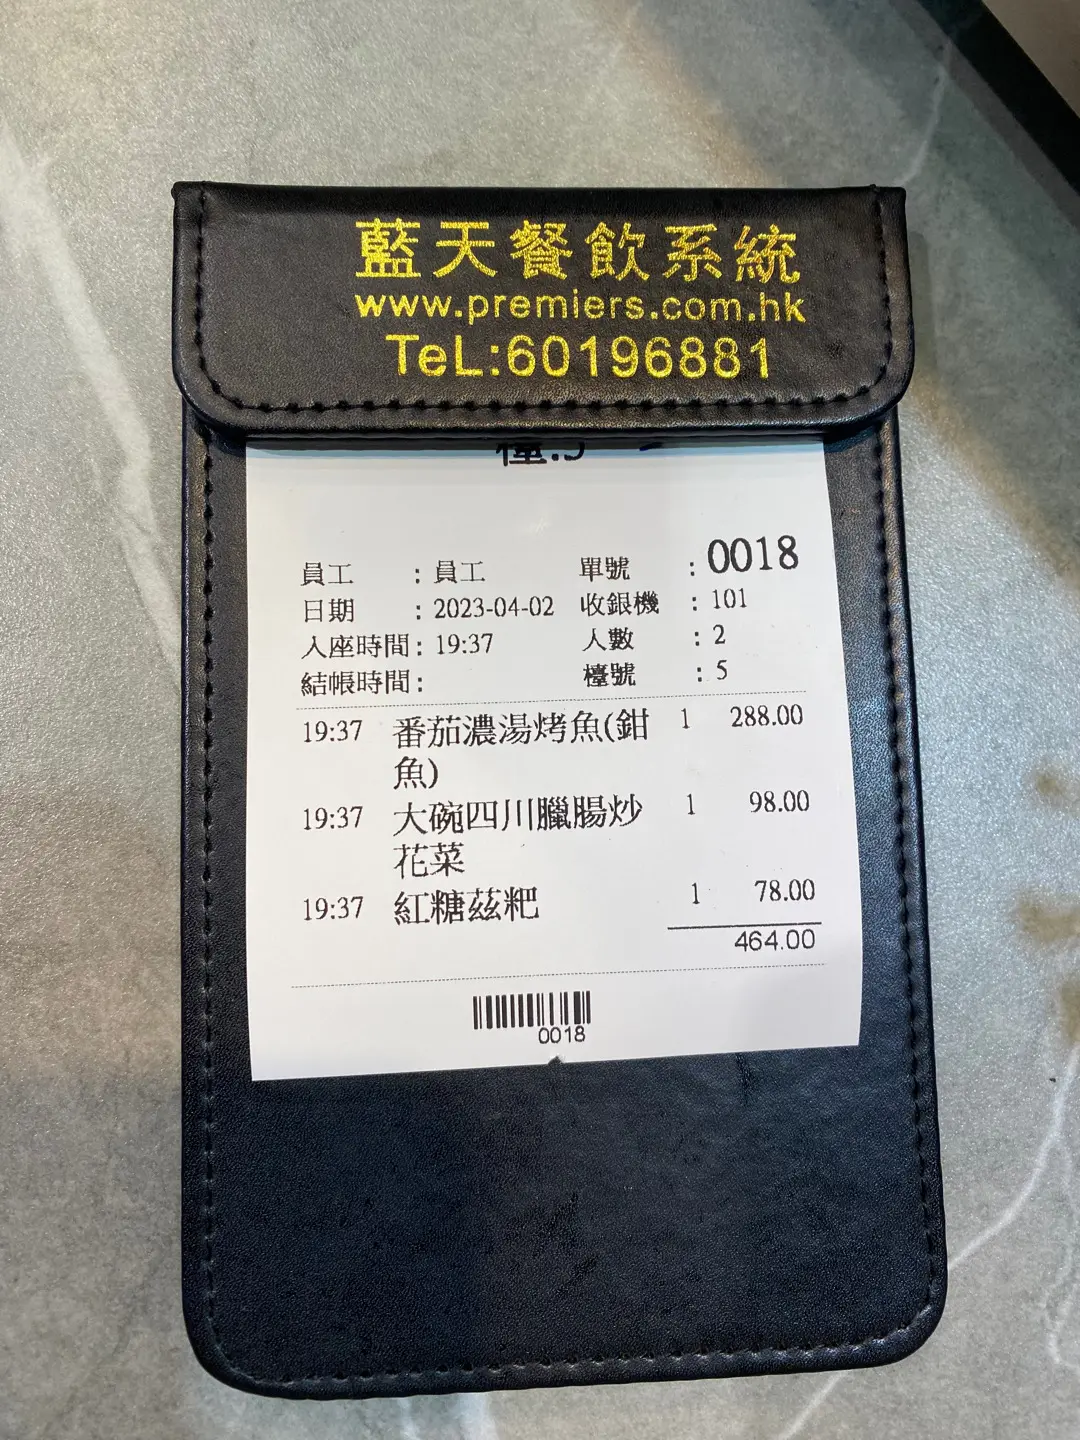 藍天餐飲系統
www.premiers.com.hk
TeL:60196881
員工 : 員工 單號 : 0018
日期 : 2023-04-02 收銀機 : 101
入座時間 : 19:37 人數 : 2
結帳時間 : 檯號 : 5
19:37 番茄濃湯烤魚(鉗 1 288.00
魚)
19:37 大碗四川臘腸炒 1 98.00
花菜
19:37 紅糖茲粑 1 78.00
464.00
0018